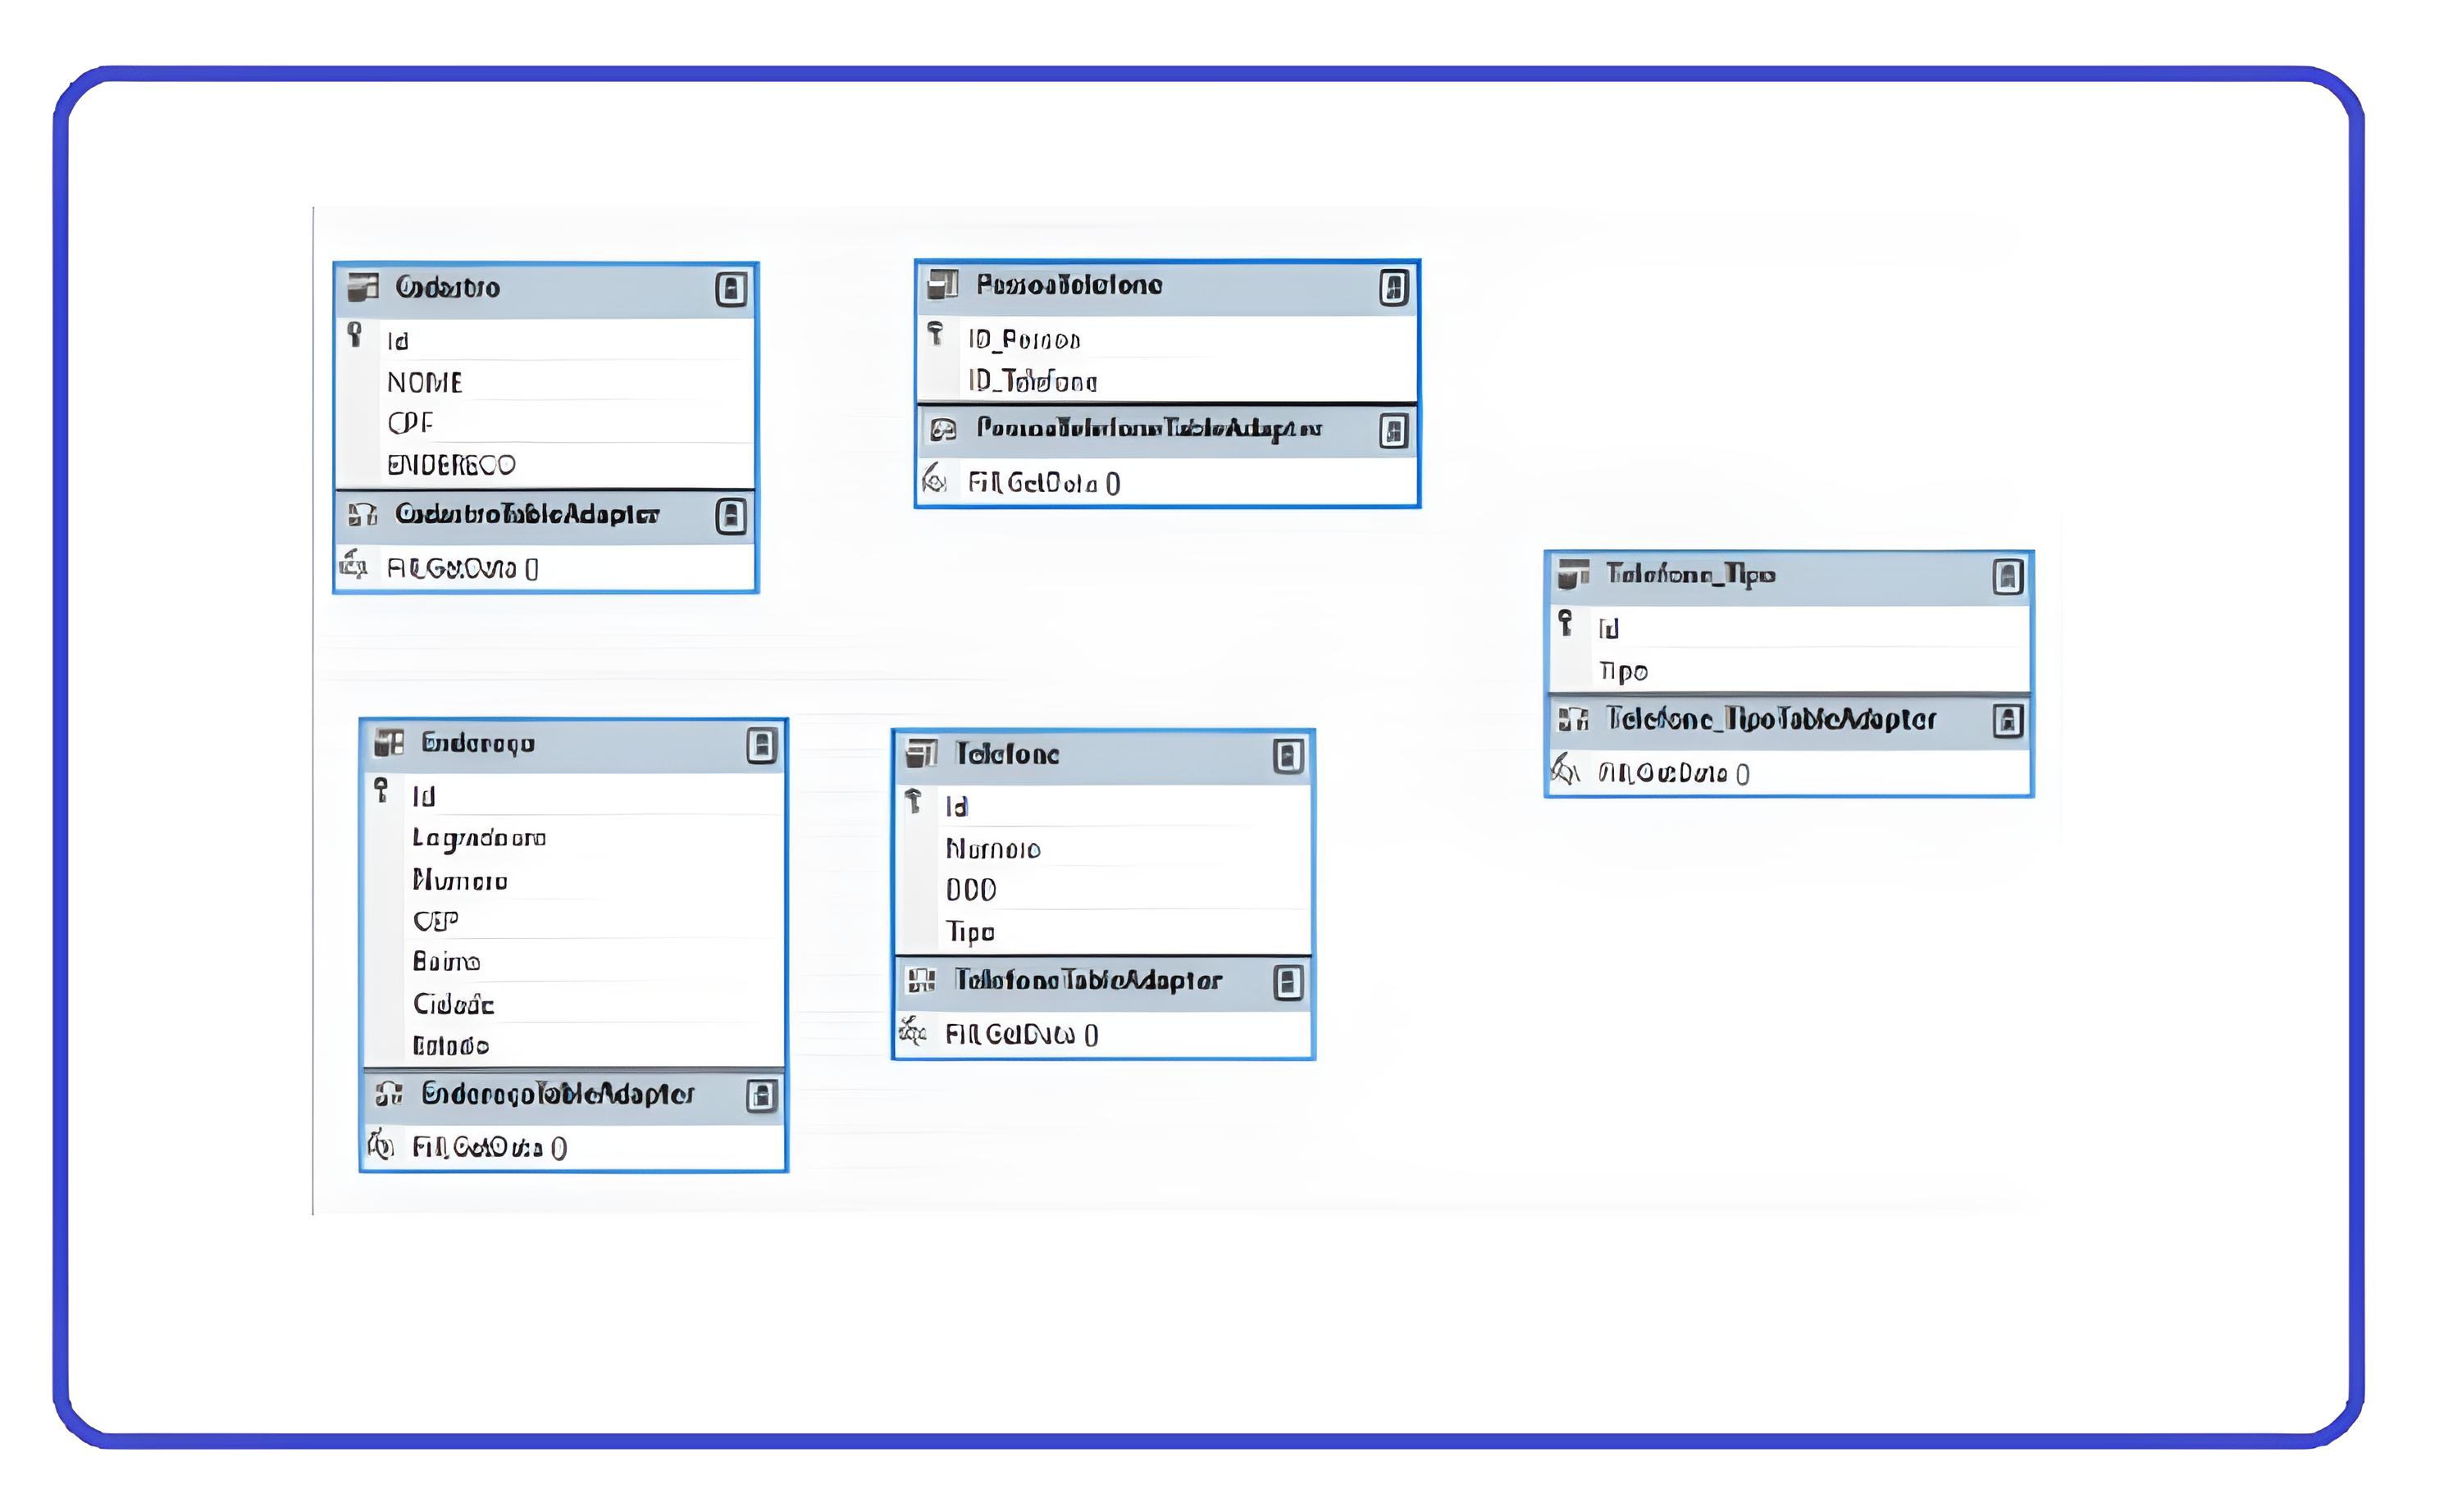 Cadastro
Id
NOME
CPF
ENDERECO
CadastroTableAdapter
Fill,GetData ()
PessoaTelefone
ID_Pessoa
ID_Telefone
PessoaTelefoneTableAdapter
Fill,GetData ()
Telefone_Tipo
Id
Tipo
Telefone_TipoTableAdapter
Fill,GetData ()
Endereço
Id
Logradouro
Numero
CEP
Bairro
Cidade
Estado
EndereçoTableAdapter
Fill,GetData ()
Telefone
Id
Numero
DDD
Tipo
TelefoneTableAdapter
Fill,GetData ()